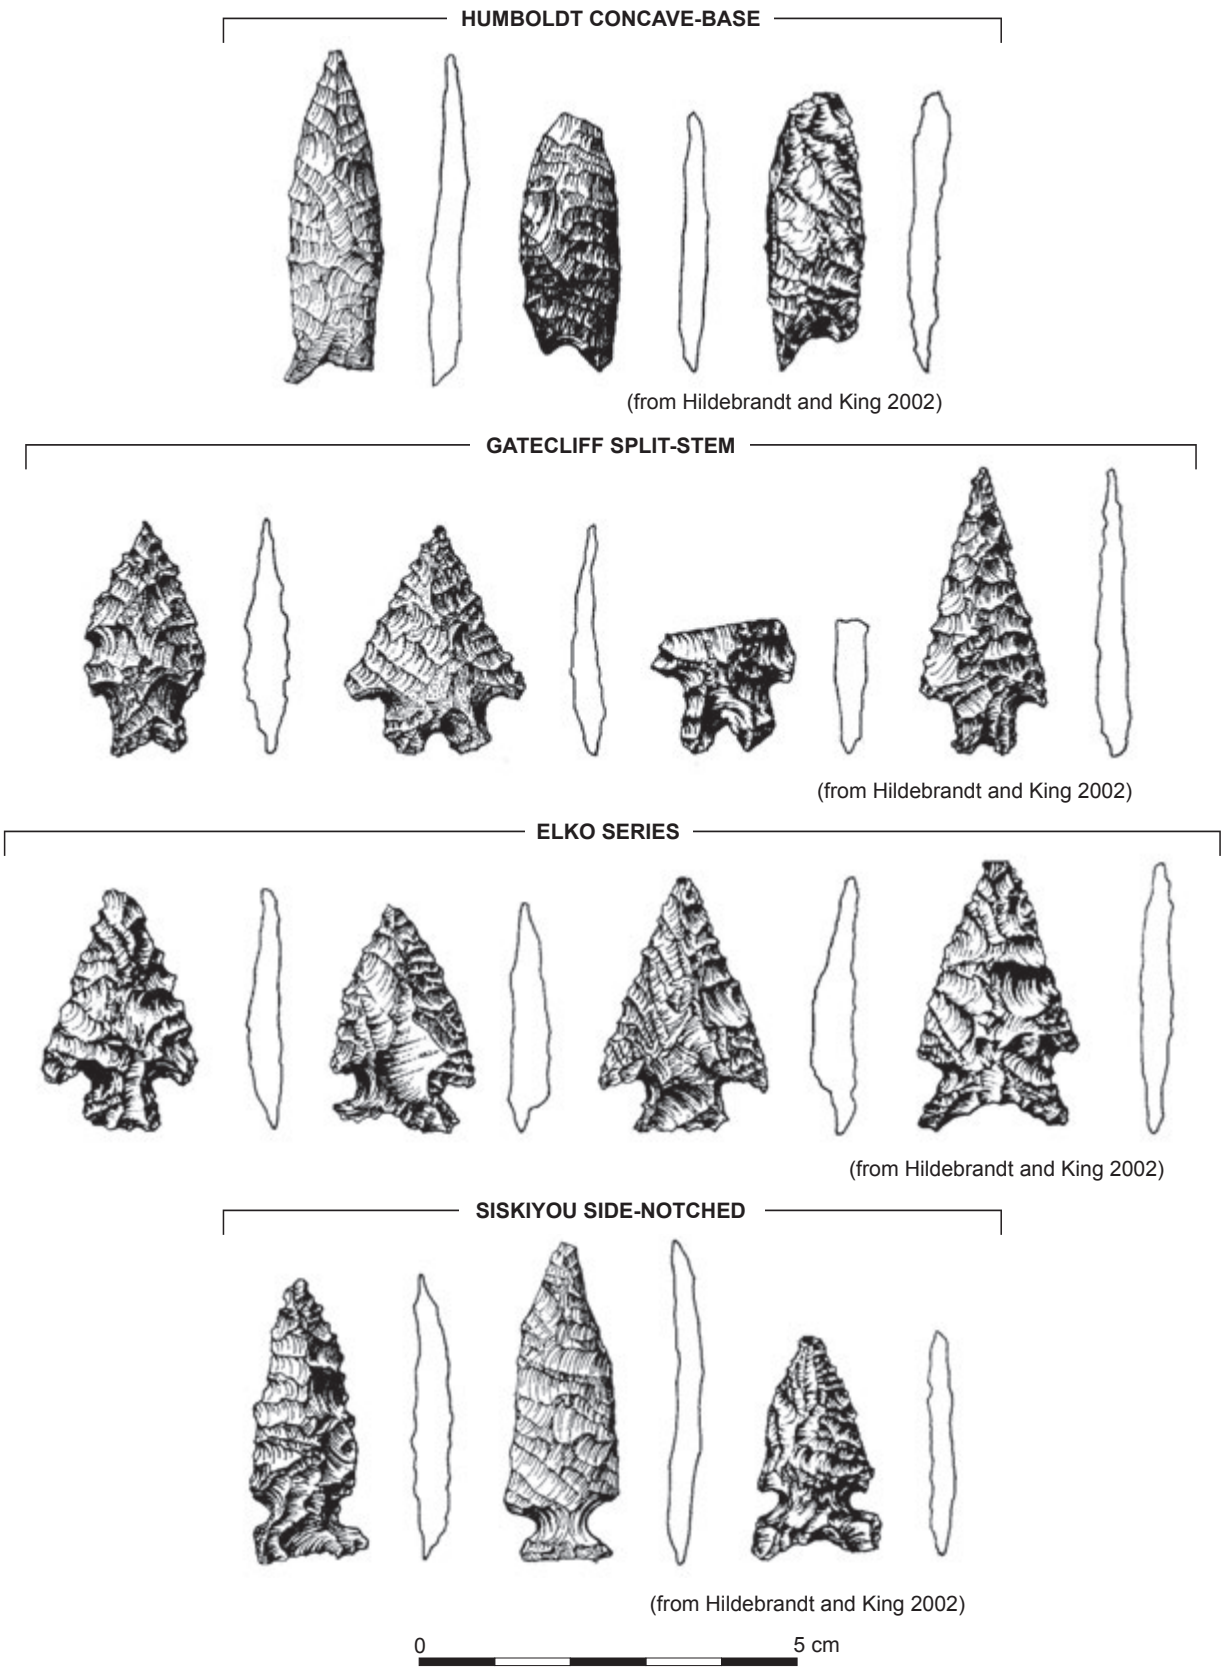 HUMBOLDT CONCAVE-BASE
(from Hildebrandt and King 2002)
GATECLIFF SPLIT-STEM
(from Hildebrandt and King 2002)
ELKO SERIES
(from Hildebrandt and King 2002)
SISKIYOU SIDE-NOTCHED
(from Hildebrandt and King 2002)
0 5 cm